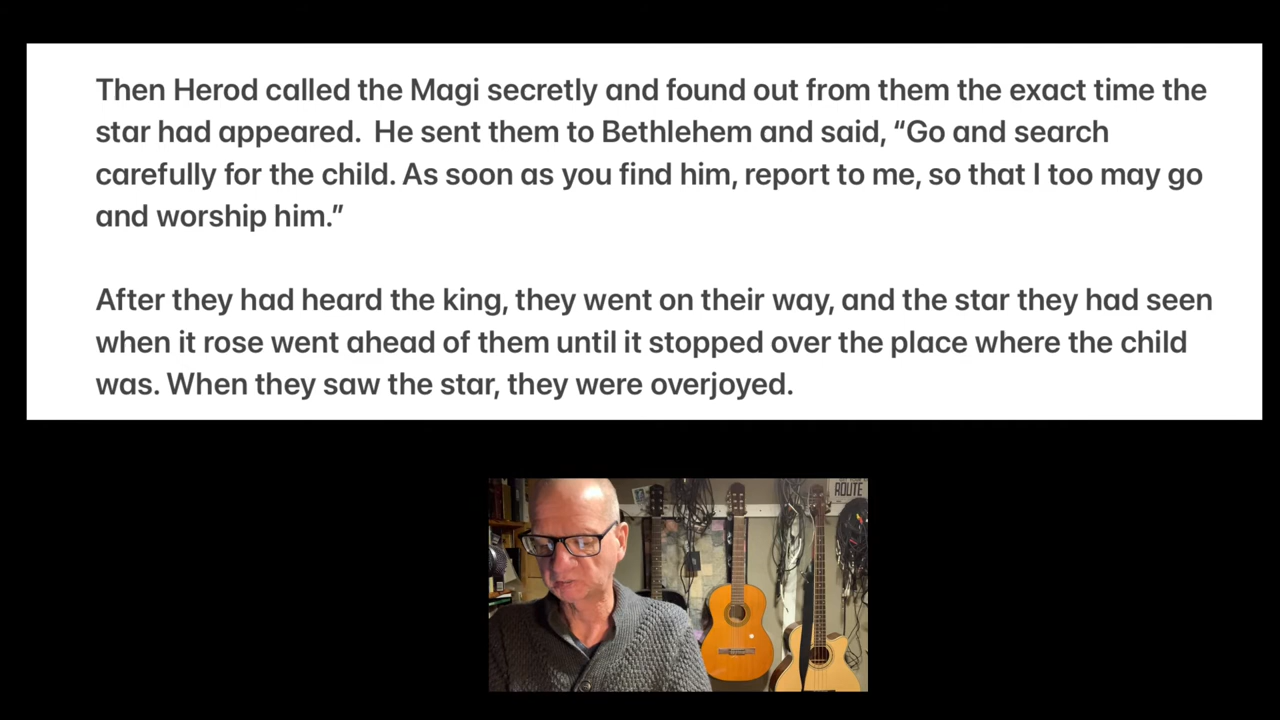 Then Herod called the Magi secretly and found out from them the exact time the
star had appeared.  He sent them to Bethlehem and said, “Go and search
carefully for the child. As soon as you find him, report to me, so that I too may go
and worship him.”
After they had heard the king, they went on their way, and the star they had seen
when it rose went ahead of them until it stopped over the place where the child
was. When they saw the star, they were overjoyed.
ROUTE